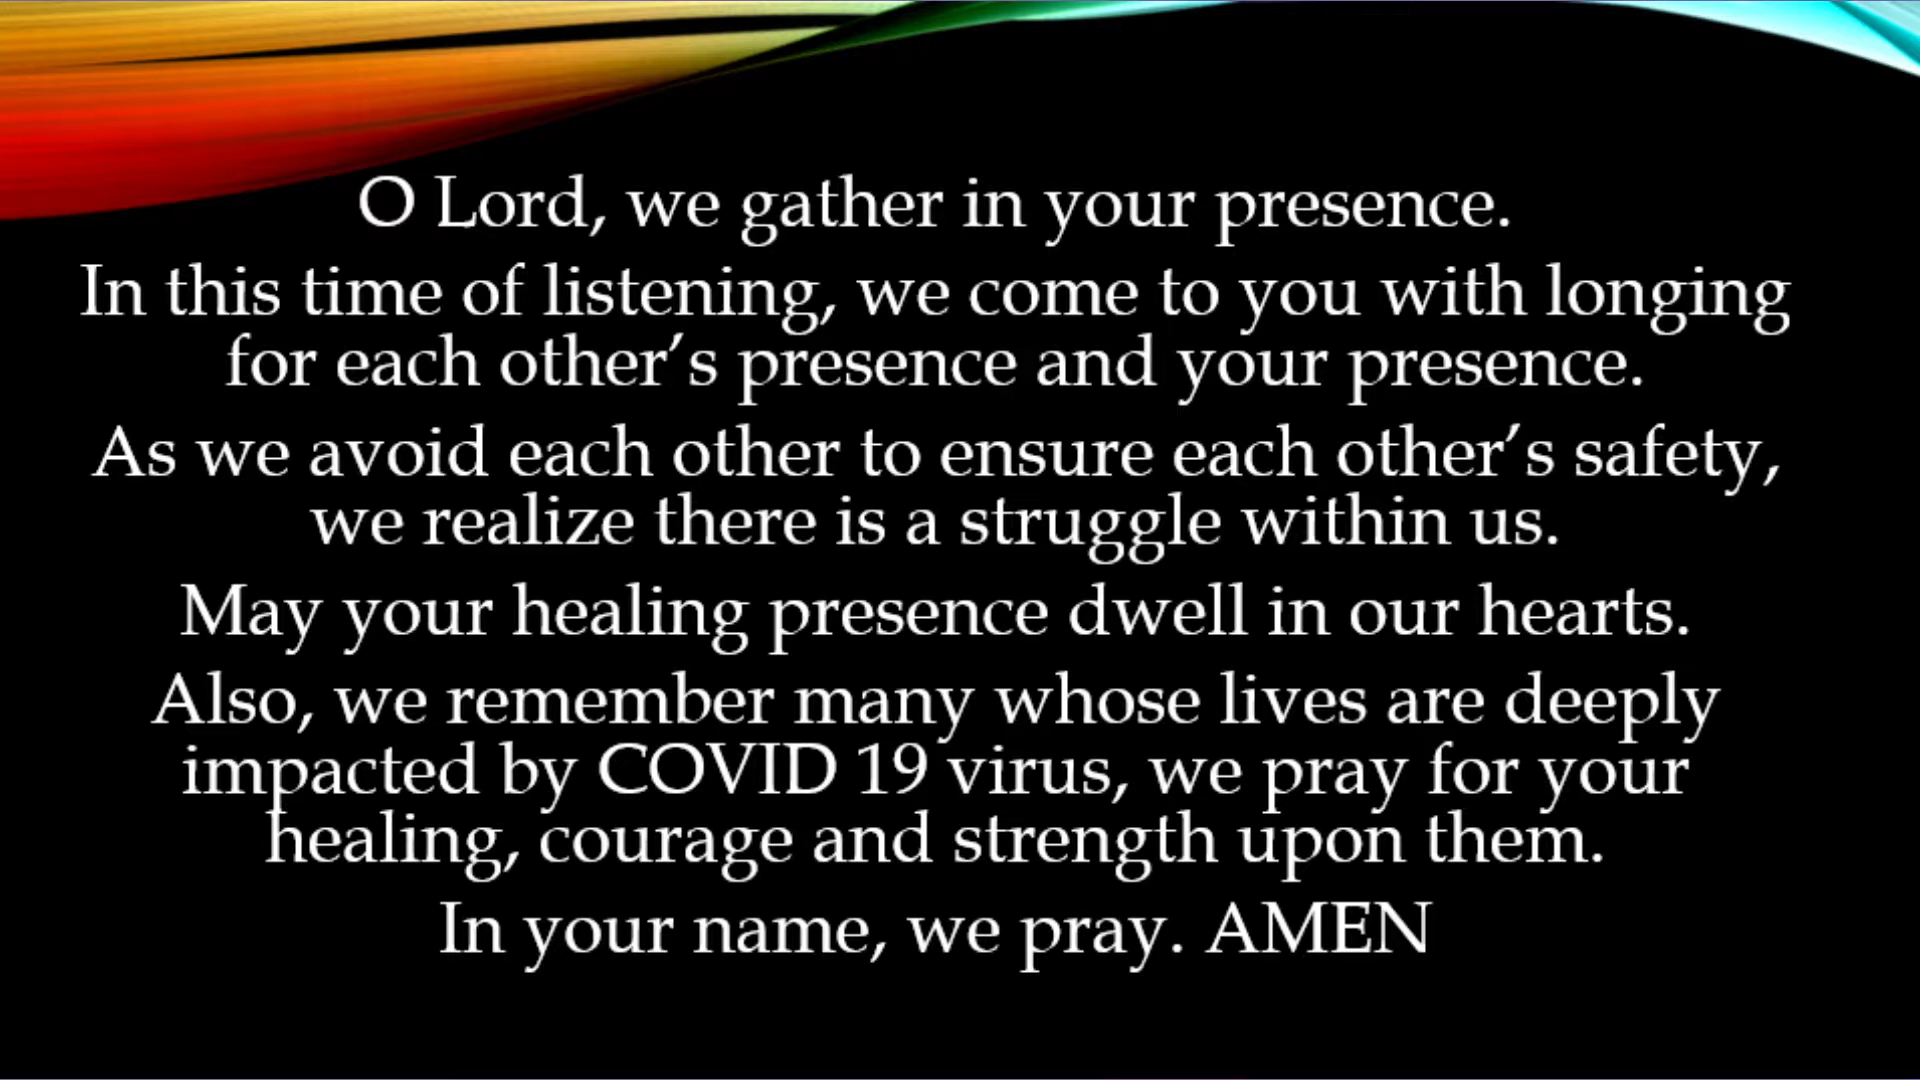 O Lord, we gather in your presence.
In this time of listening, we come to you with longing
for each other’s presence and your presence.
As we avoid each other to ensure each other’s safety,
we realize there is a struggle within us.
May your healing presence dwell in our hearts.
Also, we remember many whose lives are deeply
impacted by COVID 19 virus, we pray for your
healing, courage and strength upon them.
In your name, we pray. AMEN